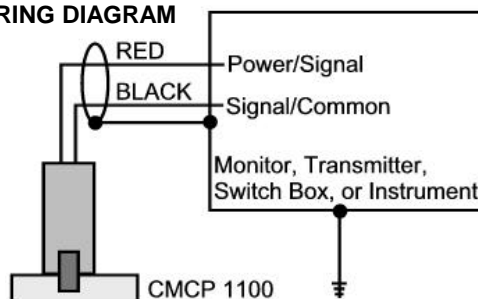 RING DIAGRAM
RED
Power/Signal
BLACK
Signal/Common
Monitor, Transmitter,
Switch Box, or Instrument
CMCP 1100